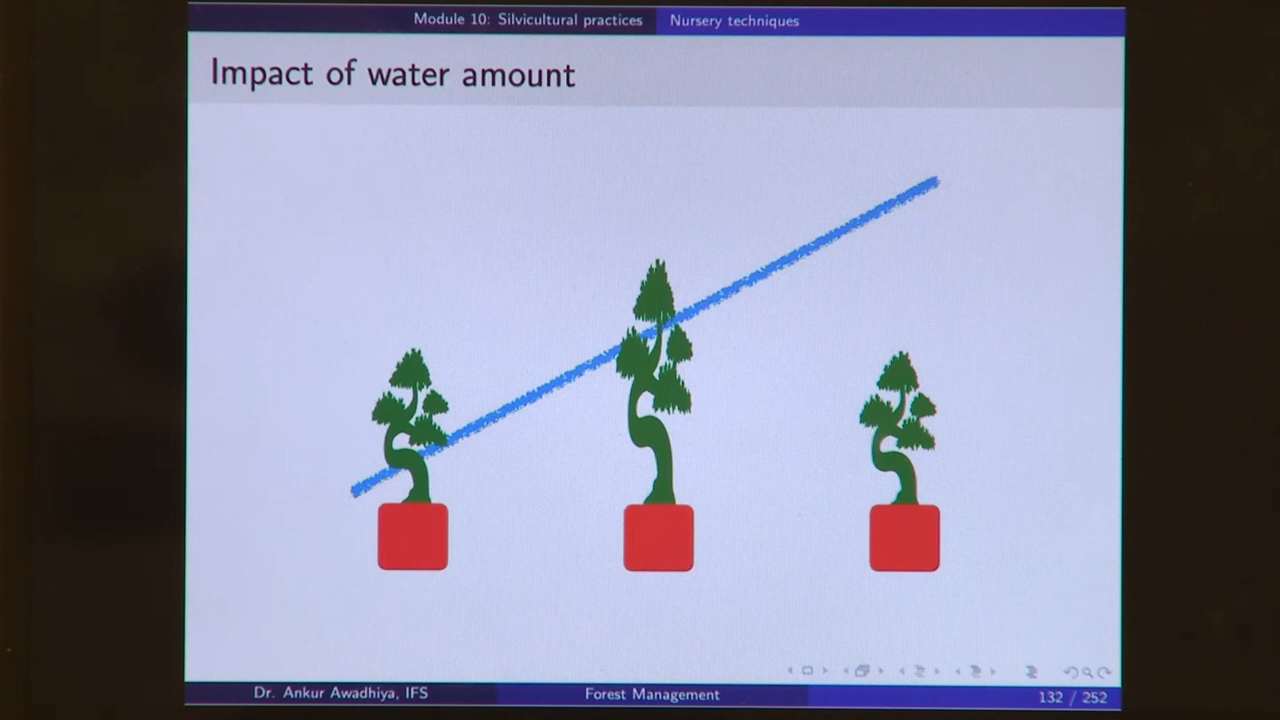 Module 10: Silvicultural practices
Nursery techniques
Impact of water amount
Dr. Ankur Awadhiya, IFS
Forest Management
132 / 252